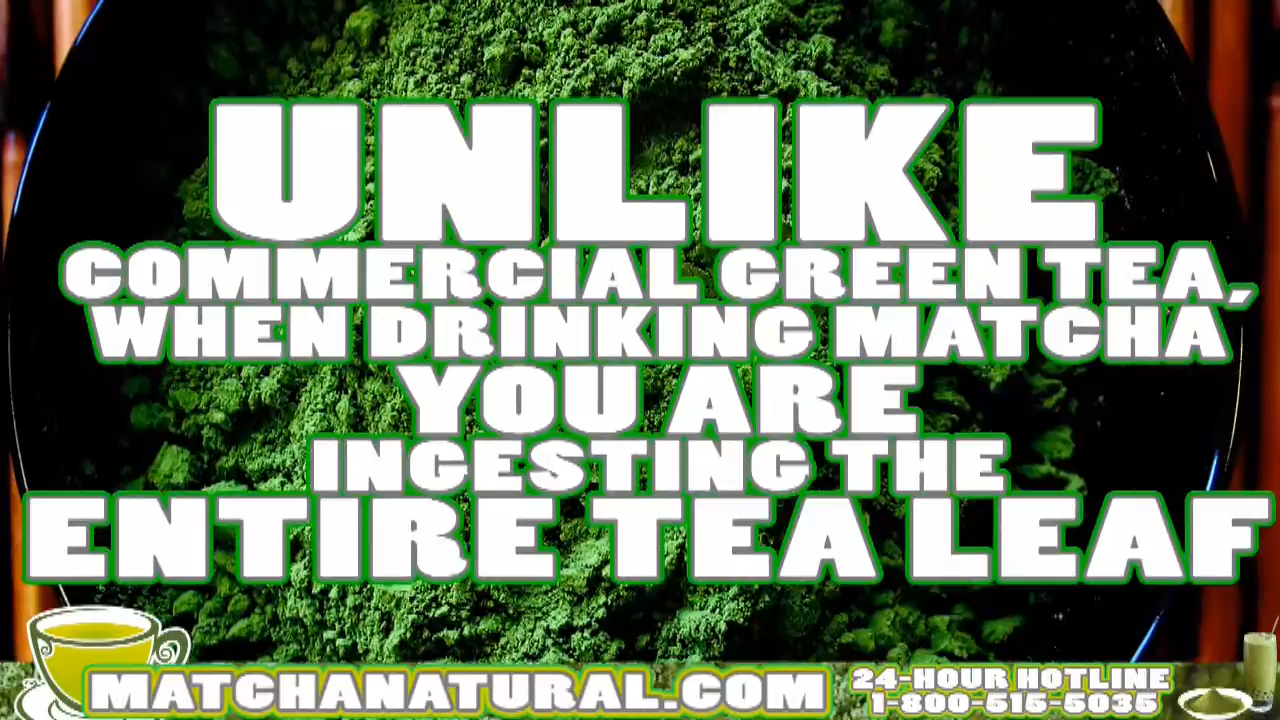 UNLIKE
COMMERCIAL GREEN TEA,
WHEN DRINKING MATCHA
YOU ARE
INGESTING THE
ENTIRE TEA LEAF
MATCHANATURAL.COM
24-HOUR HOTLINE
1-800-515-5035